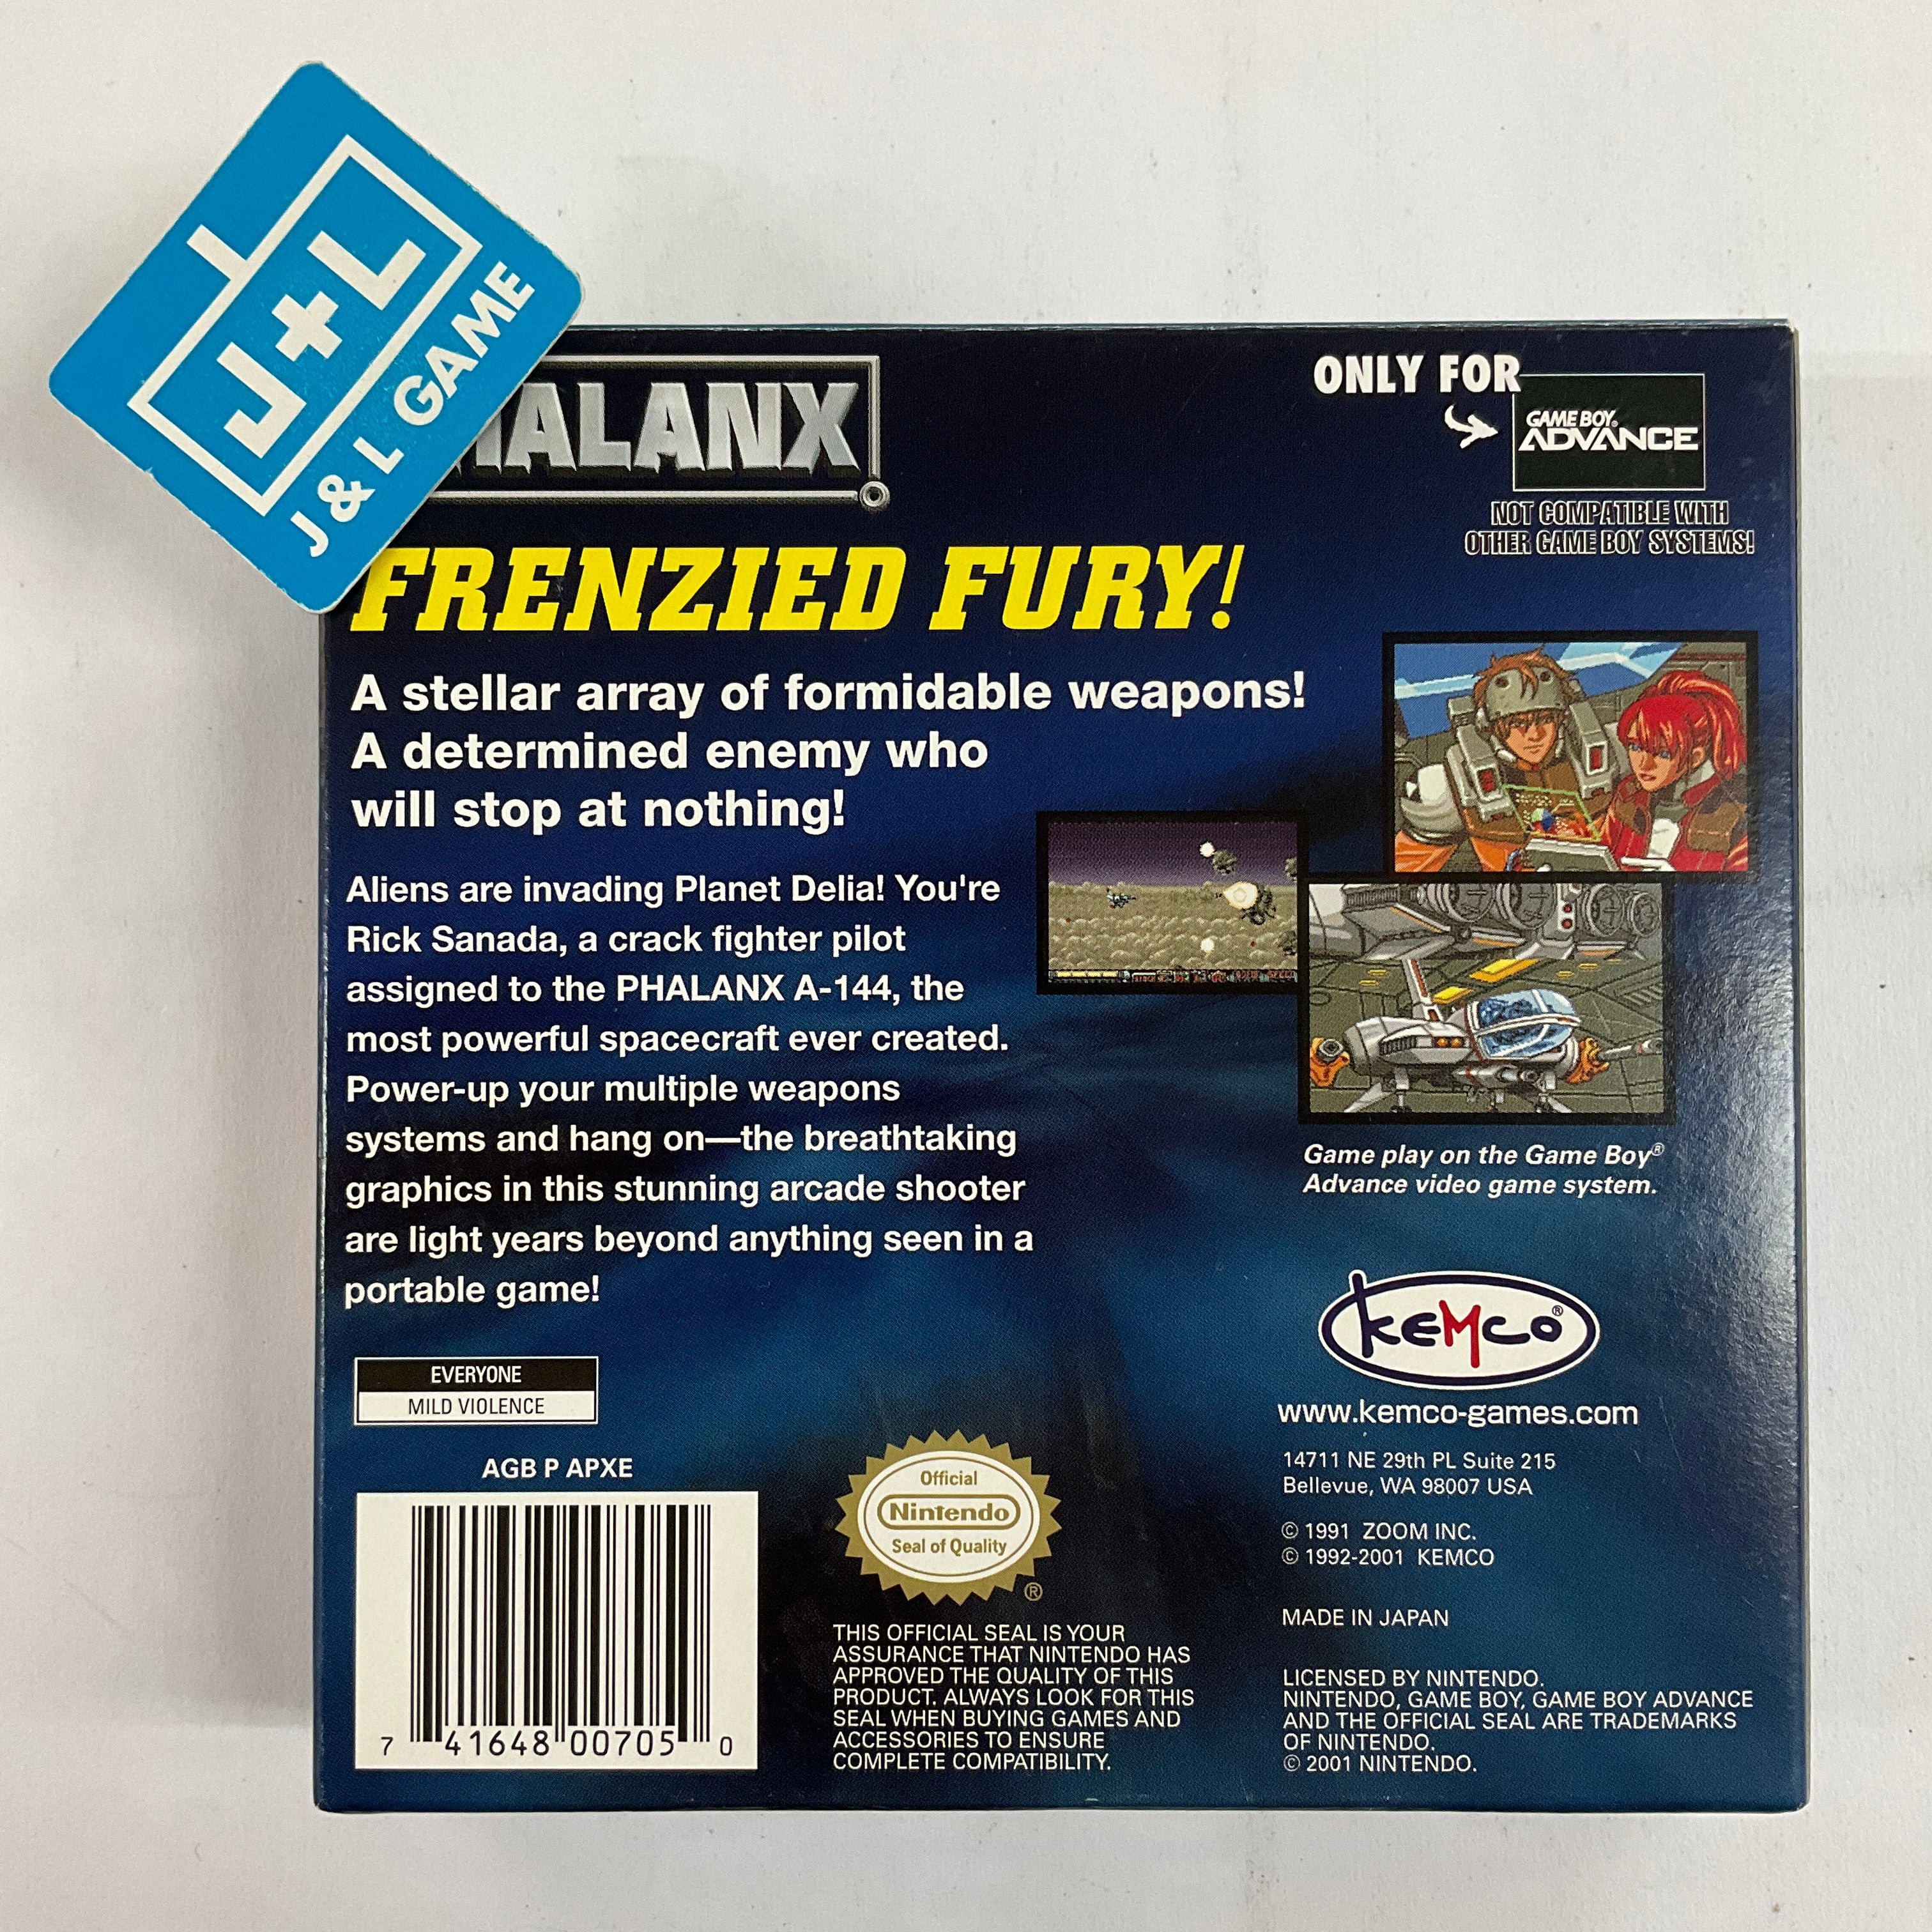 J+L
J & L GAME
PHALANX
ONLY FOR
GAME BOY
ADVANCE
NOT COMPATIBLE WITH
OTHER GAME BOY SYSTEMS!
FRENZIED FURY!
A stellar array of formidable weapons!
A determined enemy who
will stop at nothing!
Aliens are invading Planet Delia! You're
Rick Sanada, a crack fighter pilot
assigned to the PHALANX A-144, the
most powerful spacecraft ever created.
Power-up your multiple weapons
systems and hang on—the breathtaking
graphics in this stunning arcade shooter
are light years beyond anything seen in a
portable game!
Game play on the Game Boy®
Advance video game system.
KEMCO®
www.kemco-games.com
14711 NE 29th PL Suite 215
Bellevue, WA 98007 USA
© 1991 ZOOM INC.
© 1992-2001 KEMCO
MADE IN JAPAN
LICENSED BY NINTENDO.
NINTENDO, GAME BOY, GAME BOY ADVANCE
AND THE OFFICIAL SEAL ARE TRADEMARKS
OF NINTENDO.
© 2001 NINTENDO.
EVERYONE
MILD VIOLENCE
AGB P APXE
7 41648 00705 0
Official
Nintendo
Seal of Quality
®
THIS OFFICIAL SEAL IS YOUR
ASSURANCE THAT NINTENDO HAS
APPROVED THE QUALITY OF THIS
PRODUCT. ALWAYS LOOK FOR THIS
SEAL WHEN BUYING GAMES AND
ACCESSORIES TO ENSURE
COMPLETE COMPATIBILITY.